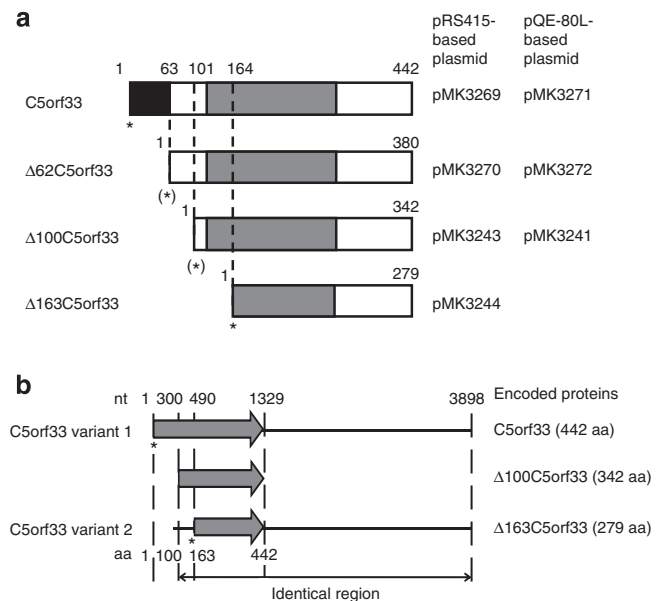 a
pRS415- pQE-80L-
based based
plasmid plasmid
1 63 101 164 442
C5orf33 pMK3269 pMK3271
*
1 380
Δ62C5orf33 pMK3270 pMK3272
(*)
1 342
Δ100C5orf33 pMK3243 pMK3241
(*)
1 279
Δ163C5orf33 pMK3244
*
b
nt 1 300 490 1329 3898 Encoded proteins
C5orf33 variant 1 C5orf33 (442 aa)
*
Δ100C5orf33 (342 aa)
C5orf33 variant 2 Δ163C5orf33 (279 aa)
*
aa 1 100 163 442
Identical region